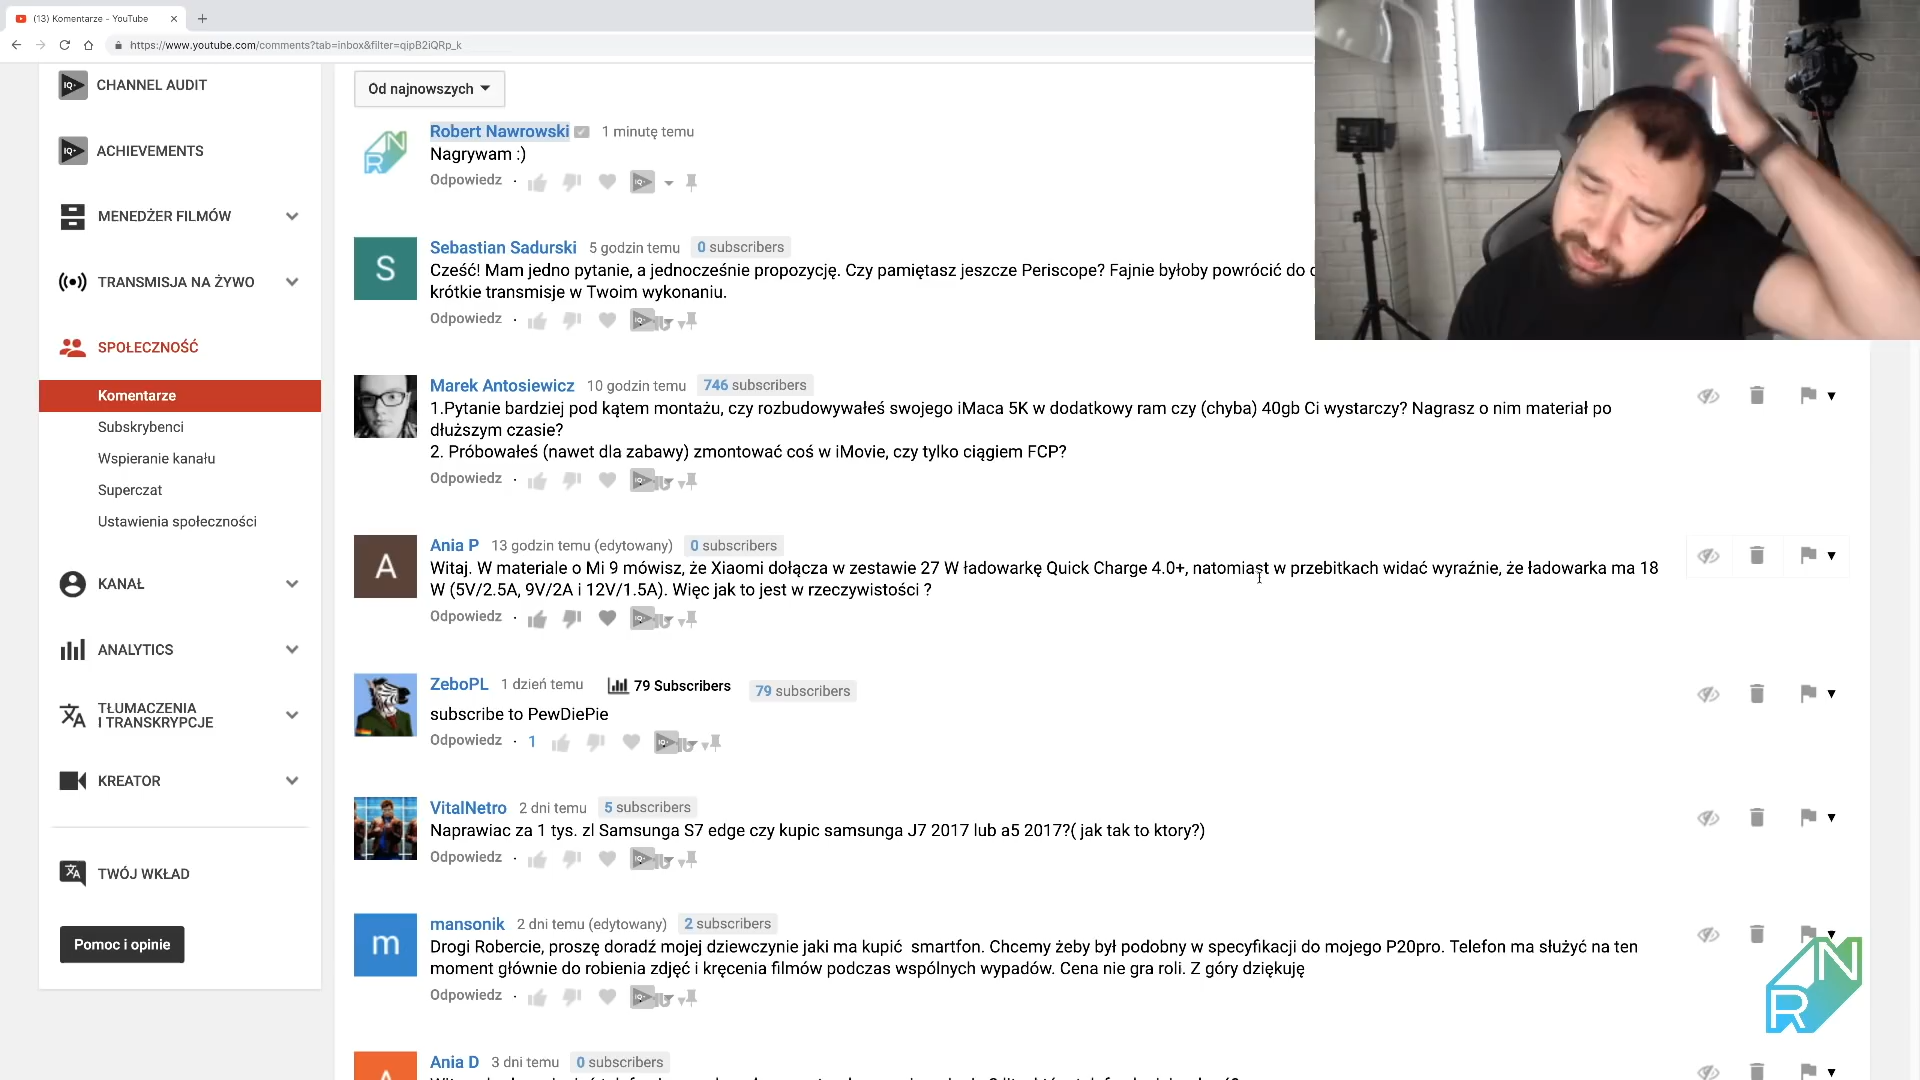 (13) Komentarze - YouTube
https://www.youtube.com/comments?tab=inbox&filter=qipB2iQRp_k
CHANNEL AUDIT
ACHIEVEMENTS
MENEDŻER FILMÓW
TRANSMISJA NA ŻYWO
SPOŁECZNOŚĆ
Komentarze
Subskrybenci
Wspieranie kanału
Superczat
Ustawienia społeczności
KANAŁ
ANALYTICS
TŁUMACZENIA
I TRANSKRYPCJE
KREATOR
TWÓJ WKŁAD
Pomoc i opinie
Od najnowszych
Robert Nawrowski 1 minutę temu
Nagrywam :)
Odpowiedz
S
Sebastian Sadurski 5 godzin temu 0 subscribers
Cześć! Mam jedno pytanie, a jednocześnie propozycję. Czy pamiętasz jeszcze Periscope? Fajnie byłoby powrócić do
krótkie transmisje w Twoim wykonaniu.
Odpowiedz
Marek Antosiewicz 10 godzin temu 746 subscribers
1.Pytanie bardziej pod kątem montażu, czy rozbudowywałeś swojego iMaca 5K w dodatkowy ram czy (chyba) 40gb Ci wystarczy? Nagrasz o nim materiał po
dłuższym czasie?
2. Próbowałeś (nawet dla zabawy) zmontować coś w iMovie, czy tylko ciągiem FCP?
Odpowiedz
A
Ania P 13 godzin temu (edytowany) 0 subscribers
Witaj. W materiale o Mi 9 mówisz, że Xiaomi dołącza w zestawie 27 W ładowarkę Quick Charge 4.0+, natomiast w przebitkach widać wyraźnie, że ładowarka ma 18
W (5V/2.5A, 9V/2A i 12V/1.5A). Więc jak to jest w rzeczywistości ?
Odpowiedz
ZeboPL 1 dzień temu 79 Subscribers 79 subscribers
subscribe to PewDiePie
Odpowiedz 1
VitalNetro 2 dni temu 5 subscribers
Naprawiac za 1 tys. zl Samsunga S7 edge czy kupic samsunga J7 2017 lub a5 2017?( jak tak to ktory?)
Odpowiedz
m
mansonik 2 dni temu (edytowany) 2 subscribers
Drogi Robercie, proszę doradź mojej dziewczynie jaki ma kupić smartfon. Chcemy żeby był podobny w specyfikacji do mojego P20pro. Telefon ma służyć na ten
moment głównie do robienia zdjęć i kręcenia filmów podczas wspólnych wypadów. Cena nie gra roli. Z góry dziękuję
Odpowiedz
Ania D 3 dni temu 0 subscribers
RN